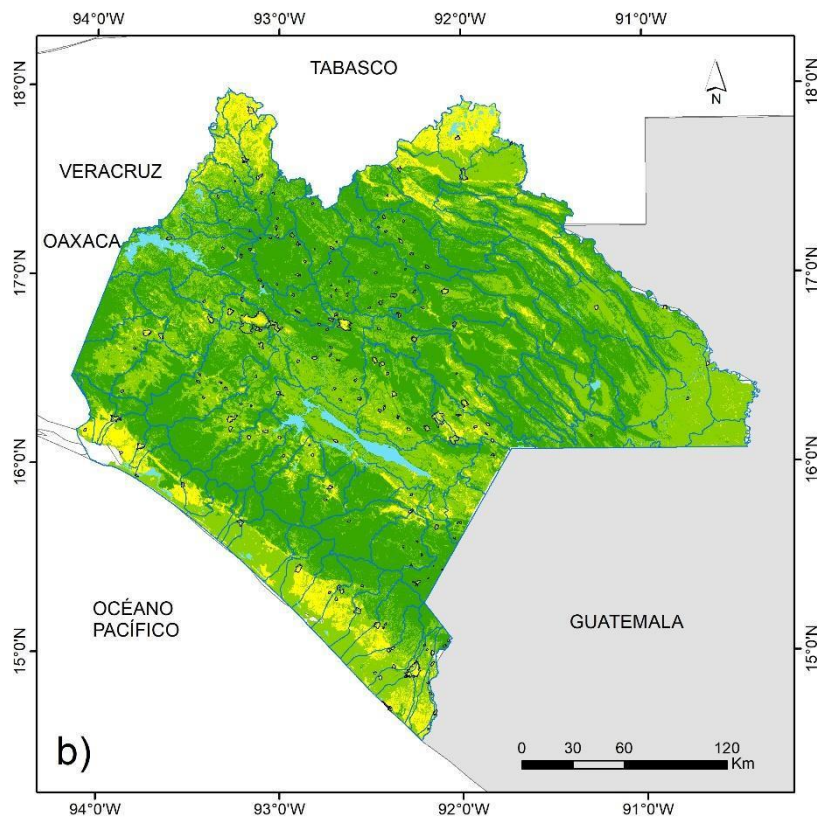 94°0'W 93°0'W 92°0'W 91°0'W
18°0'N 18°0'N
TABASCO
N
VERACRUZ
OAXACA
17°0'N 17°0'N
16°0'N 16°0'N
OCÉANO
PACÍFICO
GUATEMALA
15°0'N 15°0'N
b)
0 30 60 120
Km
94°0'W 93°0'W 92°0'W 91°0'W